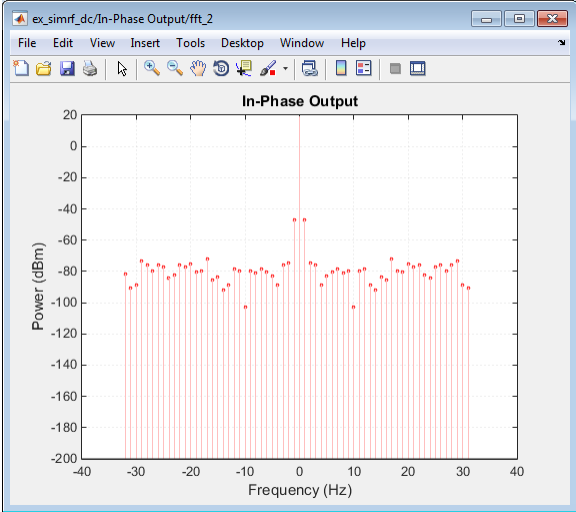 ex_simrf_dc/In-Phase Output/fft_2
File Edit View Insert Tools Desktop Window Help
In-Phase Output
20
0
-20
-40
-60
-80
-100
-120
-140
-160
-180
-200
Power (dBm)
-40 -30 -20 -10 0 10 20 30 40
Frequency (Hz)